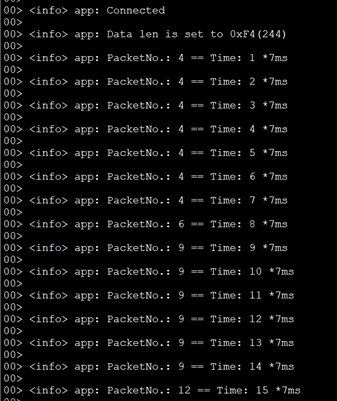 00>
00> <info> app: Connected
00>
00> <info> app: Data len is set to 0xF4(244)
00>
00> <info> app: PacketNo.: 4 == Time: 1 *7ms
00>
00> <info> app: PacketNo.: 4 == Time: 2 *7ms
00>
00> <info> app: PacketNo.: 4 == Time: 3 *7ms
00>
00> <info> app: PacketNo.: 4 == Time: 4 *7ms
00>
00> <info> app: PacketNo.: 4 == Time: 5 *7ms
00>
00> <info> app: PacketNo.: 4 == Time: 6 *7ms
00>
00> <info> app: PacketNo.: 4 == Time: 7 *7ms
00>
00> <info> app: PacketNo.: 6 == Time: 8 *7ms
00>
00> <info> app: PacketNo.: 9 == Time: 9 *7ms
00>
00> <info> app: PacketNo.: 9 == Time: 10 *7ms
00>
00> <info> app: PacketNo.: 9 == Time: 11 *7ms
00>
00> <info> app: PacketNo.: 9 == Time: 12 *7ms
00>
00> <info> app: PacketNo.: 9 == Time: 13 *7ms
00>
00> <info> app: PacketNo.: 9 == Time: 14 *7ms
00>
00> <info> app: PacketNo.: 12 == Time: 15 *7ms